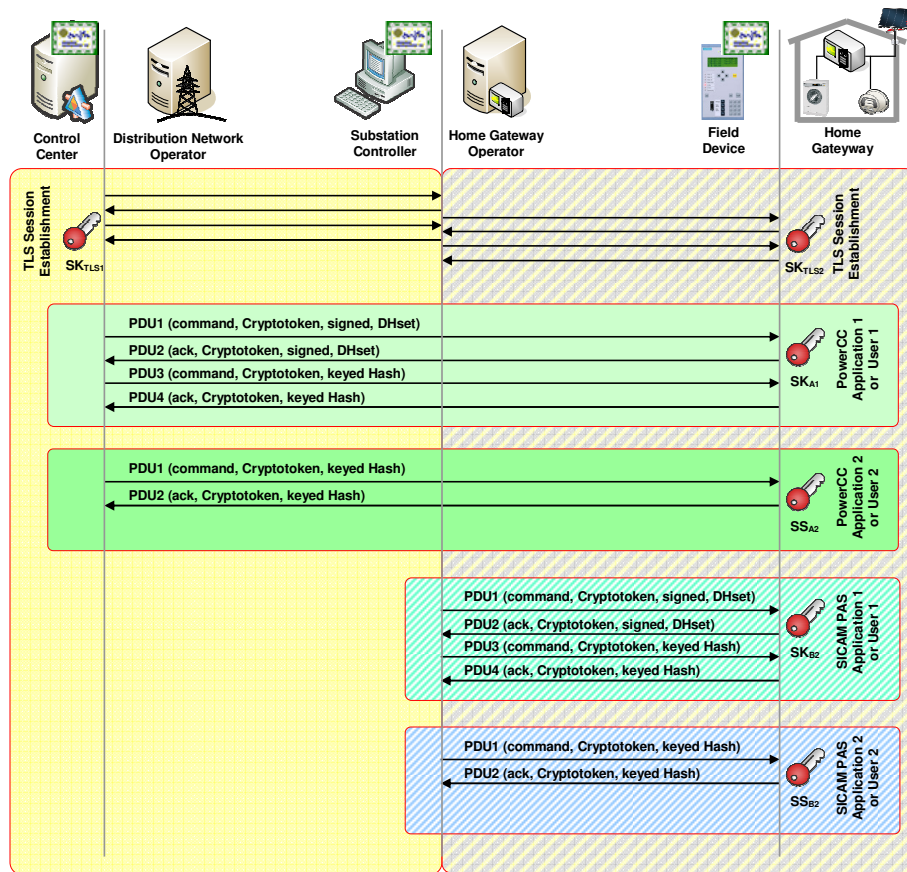 Control
Center
Distribution Network
Operator
Substation
Controller
Home Gateway
Operator
Field
Device
Home
Gateyway
TLS Session
Establishment
SKTLS1
SKTLS2
TLS Session
Establishment
PDU1 (command, Cryptotoken, signed, DHset)
PDU2 (ack, Cryptotoken, signed, DHset)
PDU3 (command, Cryptotoken, keyed Hash)
PDU4 (ack, Cryptotoken, keyed Hash)
SKA1
PowerCC
Application 1
or User 1
PDU1 (command, Cryptotoken, keyed Hash)
PDU2 (ack, Cryptotoken, keyed Hash)
SSA2
PowerCC
Application 2
or User 2
PDU1 (command, Cryptotoken, signed, DHset)
PDU2 (ack, Cryptotoken, signed, DHset)
PDU3 (command, Cryptotoken, keyed Hash)
PDU4 (ack, Cryptotoken, keyed Hash)
SKB2
SICAM PAS
Application 1
or User 1
PDU1 (command, Cryptotoken, keyed Hash)
PDU2 (ack, Cryptotoken, keyed Hash)
SSB2
SICAM PAS
Application 2
or User 2